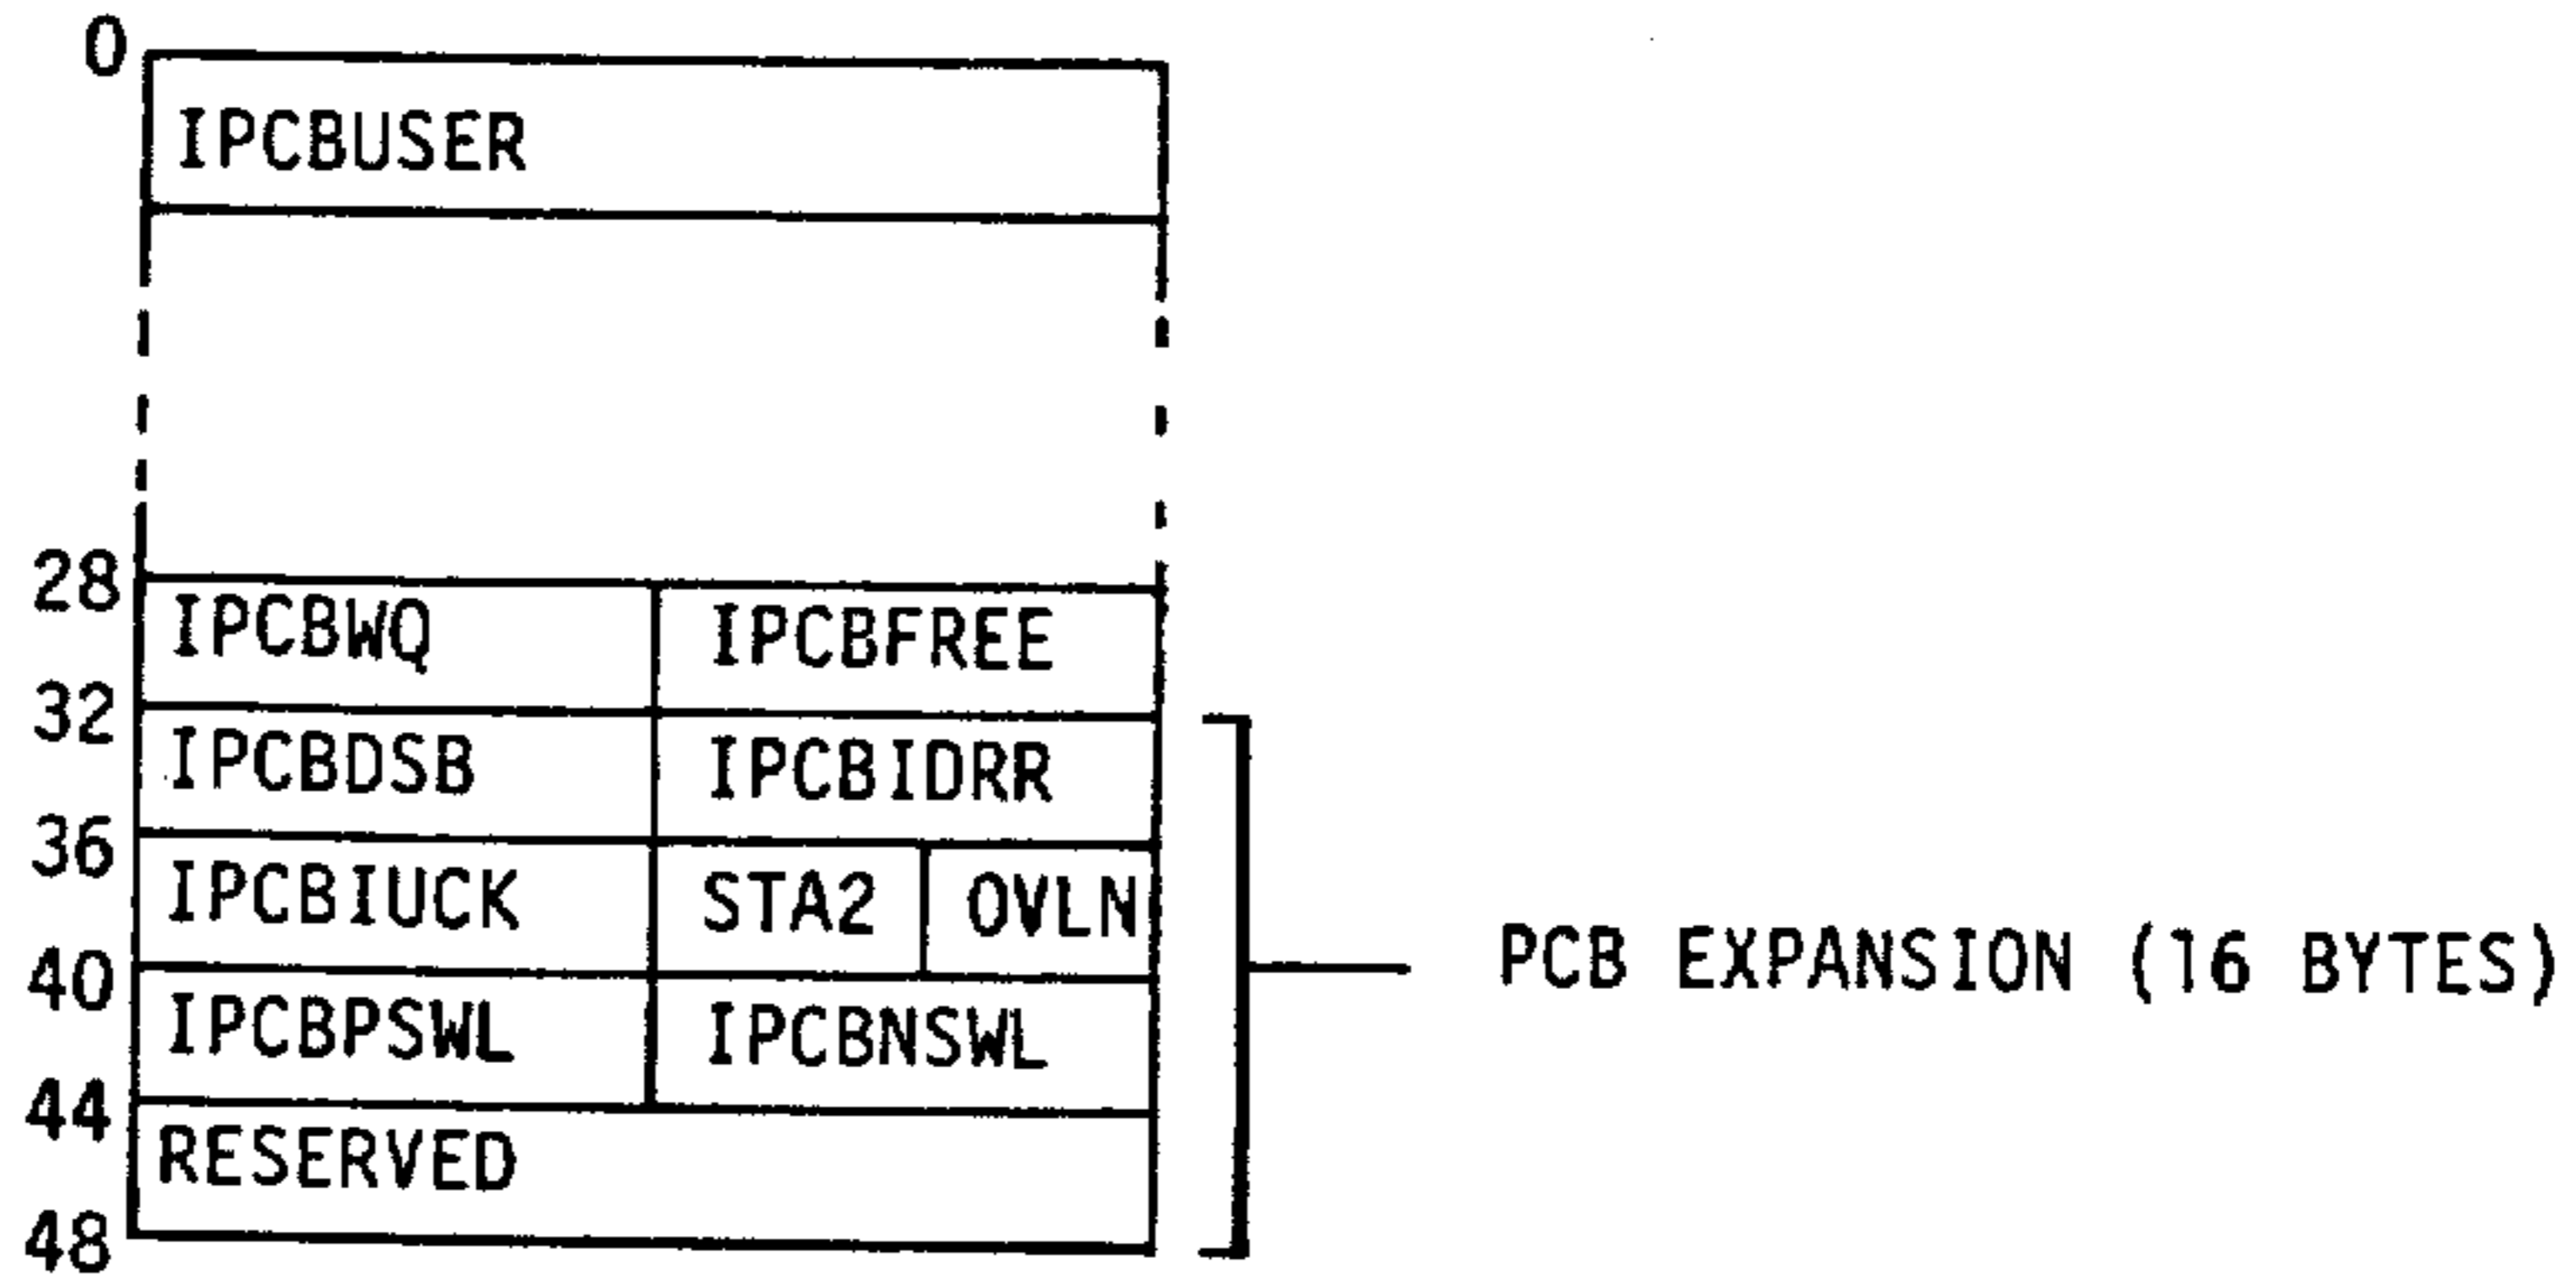 0
IPCBUSER
28
IPCBWQ IPCBFREE
32
IPCBDSB IPCBIDRR
36
IPCBIUCK STA2 OVLN
PCB EXPANSION (16 BYTES)
40
IPCBPSWL IPCBNSWL
44
RESERVED
48